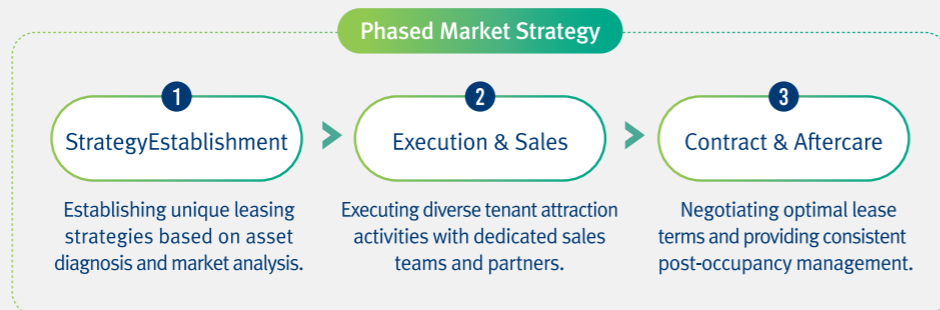 Phased Market Strategy
1
StrategyEstablishment
Establishing unique leasing
strategies based on asset
diagnosis and market analysis.
2
Execution & Sales
Executing diverse tenant attraction
activities with dedicated sales
teams and partners.
3
Contract & Aftercare
Negotiating optimal lease
terms and providing consistent
post-occupancy management.